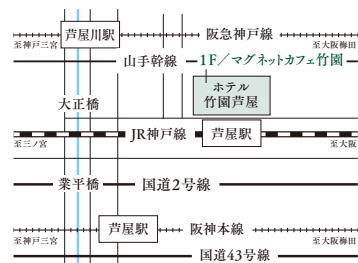 芦屋川駅
阪急神戸線
至神戸三宮
至大阪梅田
山手幹線
1F／マグネットカフェ竹園
ホテル
竹園芦屋
大正橋
JR神戸線
芦屋駅
至三ノ宮
至大阪
業平橋
国道2号線
芦屋駅
阪神本線
至神戸三宮
至大阪梅田
国道43号線